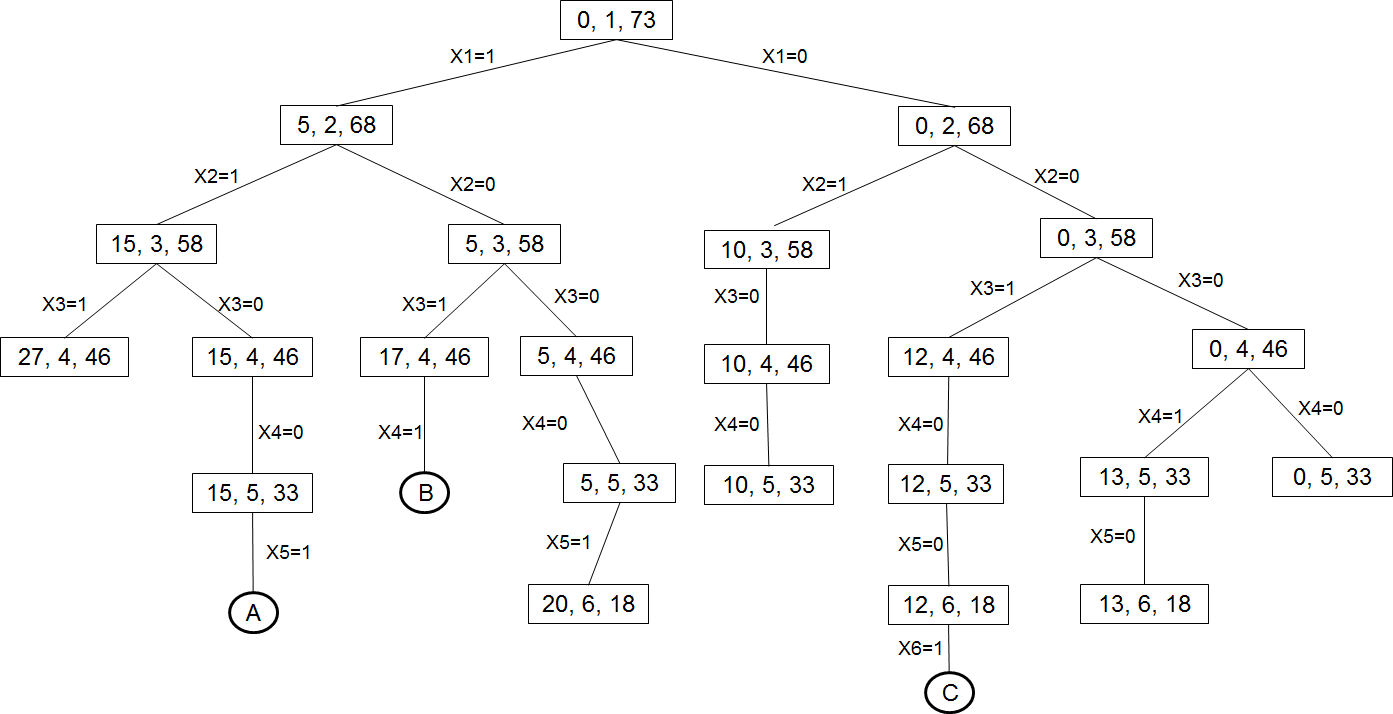 0, 1, 73
X1=1
X1=0
5, 2, 68
0, 2, 68
X2=1
X2=0
X2=1
X2=0
15, 3, 58
5, 3, 58
10, 3, 58
0, 3, 58
X3=1
X3=0
X3=1
X3=0
X3=0
X3=1
X3=0
27, 4, 46
15, 4, 46
17, 4, 46
5, 4, 46
10, 4, 46
12, 4, 46
0, 4, 46
X4=0
X4=1
X4=0
X4=0
X4=0
X4=1
X4=0
15, 5, 33
B
5, 5, 33
10, 5, 33
12, 5, 33
13, 5, 33
0, 5, 33
X5=1
X5=1
X5=0
X5=0
A
20, 6, 18
12, 6, 18
13, 6, 18
X6=1
C